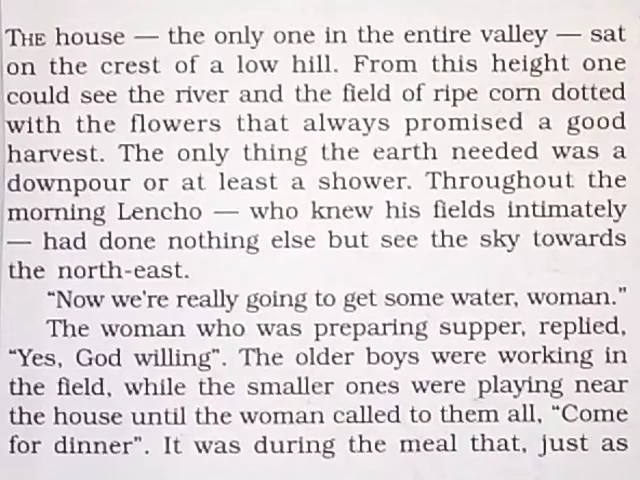 THE house — the only one in the entire valley — sat
on the crest of a low hill. From this height one
could see the river and the field of ripe corn dotted
with the flowers that always promised a good
harvest. The only thing the earth needed was a
downpour or at least a shower. Throughout the
morning Lencho — who knew his fields intimately
— had done nothing else but see the sky towards
the north-east.
“Now we're really going to get some water, woman.”
The woman who was preparing supper, replied,
“Yes, God willing”. The older boys were working in
the field, while the smaller ones were playing near
the house until the woman called to them all, “Come
for dinner”. It was during the meal that, just as